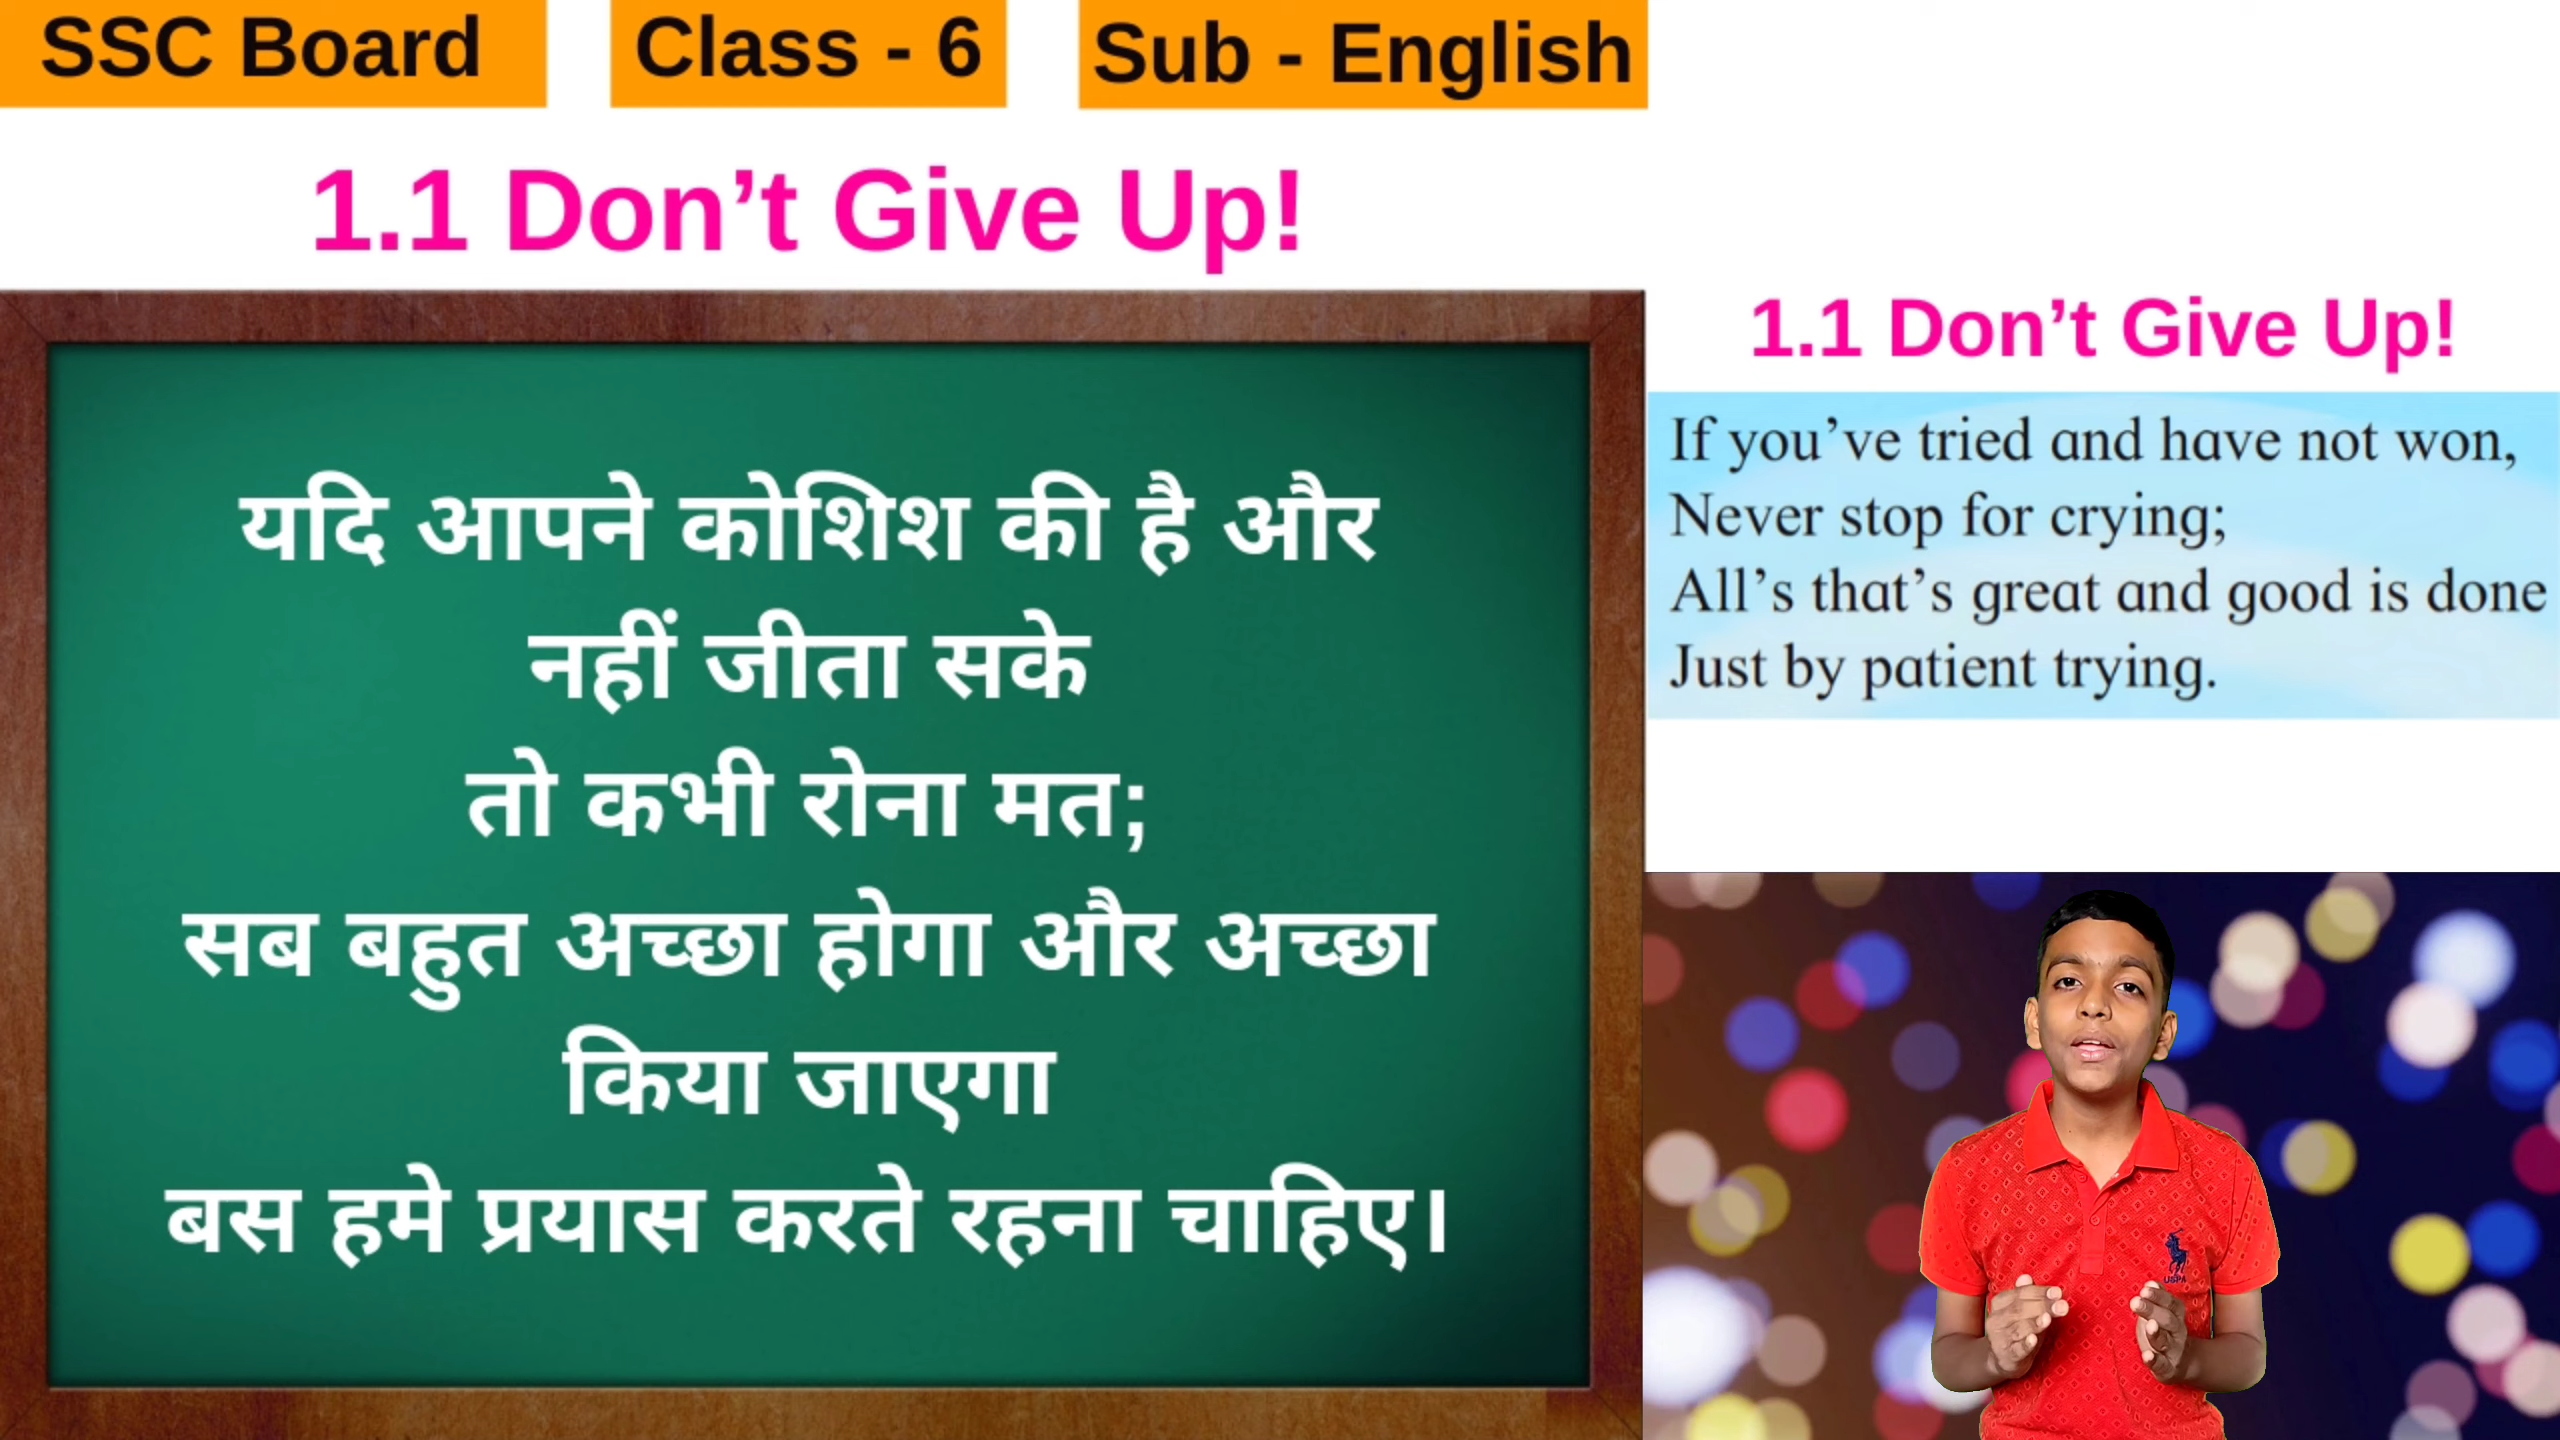 SSC Board
Class - 6
Sub - English
1.1 Don’t Give Up!
यदि आपने कोशिश की है और
नहीं जीता सके
तो कभी रोना मत;
सब बहुत अच्छा होगा और अच्छा
किया जाएगा
बस हमे प्रयास करते रहना चाहिए।
1.1 Don’t Give Up!
If you’ve tried and have not won,
Never stop for crying;
All’s that’s great and good is done
Just by patient trying.
USPA